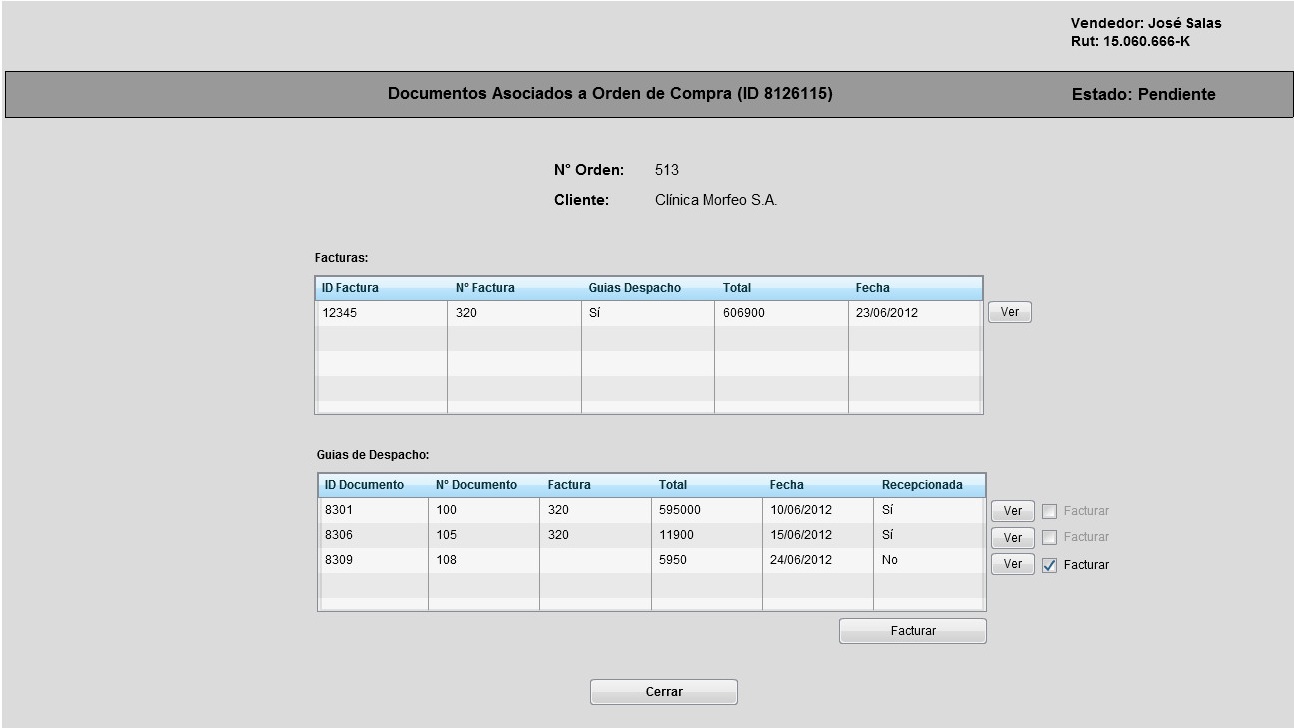 Vendedor: José Salas
Rut: 15.060.666-K
Documentos Asociados a Orden de Compra (ID 8126115) Estado: Pendiente
N° Orden: 513
Cliente: Clínica Morfeo S.A.
Facturas:
ID Factura N° Factura Guias Despacho Total Fecha
12345 320 Sí 606900 23/06/2012 Ver
Guias de Despacho:
ID Documento N° Documento Factura Total Fecha Recepcionada
8301 100 320 595000 10/06/2012 Sí Ver Facturar
8306 105 320 11900 15/06/2012 Sí Ver Facturar
8309 108 5950 24/06/2012 No Ver Facturar
Facturar
Cerrar